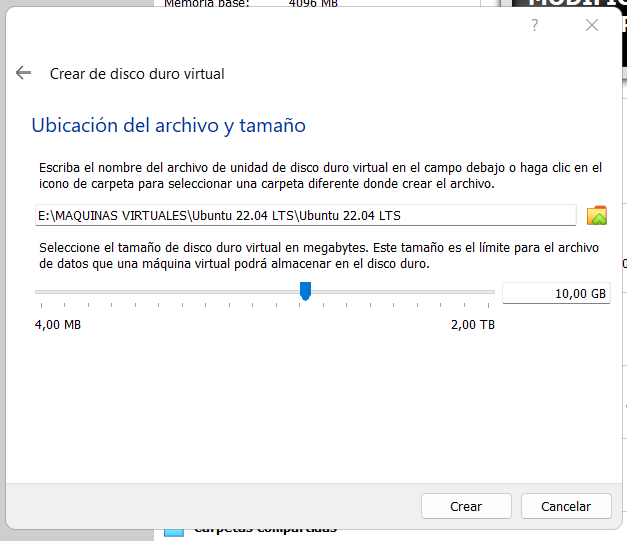 Memoria base: 4096 MB
?
Crear de disco duro virtual
Ubicación del archivo y tamaño
Escriba el nombre del archivo de unidad de disco duro virtual en el campo debajo o haga clic en el
icono de carpeta para seleccionar una carpeta diferente donde crear el archivo.
E:\MAQUINAS VIRTUALES\Ubuntu 22.04 LTS\Ubuntu 22.04 LTS
Seleccione el tamaño de disco duro virtual en megabytes. Este tamaño es el límite para el archivo
de datos que una máquina virtual podrá almacenar en el disco duro.
10,00 GB
4,00 MB 2,00 TB
Crear Cancelar
Carpetas compartidas